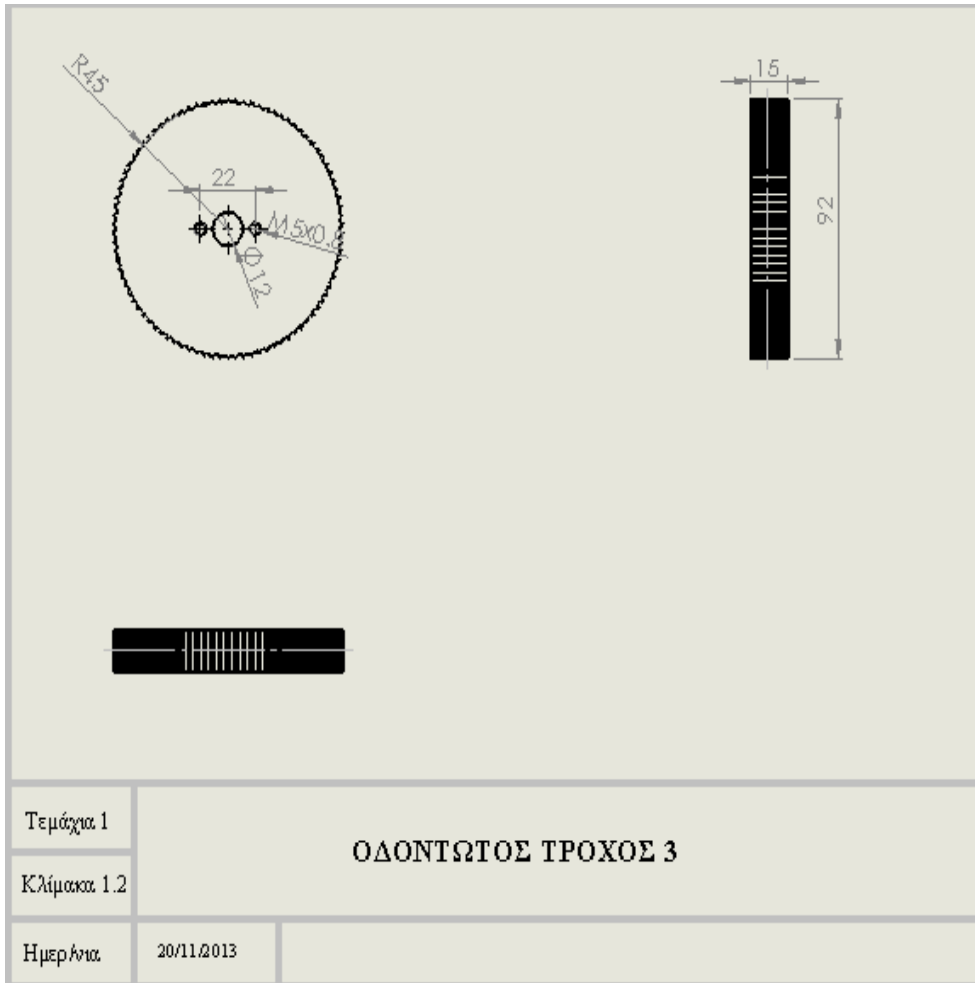 R45
22
M5x0.8
Φ12
15
92
Τεμάχια 1
ΟΔΟΝΤΩΤΟΣ ΤΡΟΧΟΣ 3
Κλίμακα 1.2
Ημερ/νια 20/11/2013